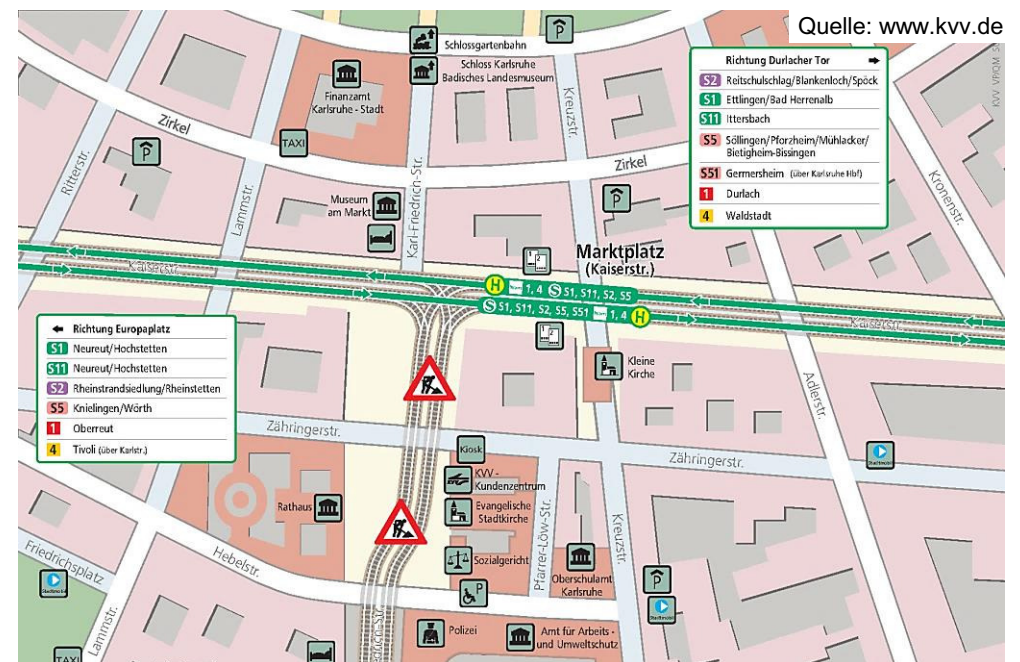 Quelle: www.kvv.de
Schlossgartenbahn
Schloss Karlsruhe
Badisches Landesmuseum
Finanzamt
Karlsruhe - Stadt
TAXI
Zirkel
Zirkel
Ritterstr.
Lammstr.
Karl-Friedrich-Str.
Kreuzstr.
Kronenstr.
Museum
am Markt
Richtung Durlacher Tor
S2 Reitschulschlag/Blankenloch/Spöck
S1 Ettlingen/Bad Herrenalb
S11 Ittersbach
S5 Söllingen/Pforzheim/Mühlacker/
Bietigheim-Bissingen
S51 Germersheim (über Karlsruhe Hbf)
1 Durlach
4 Waldstadt
Marktplatz
(Kaiserstr.)
H 1, 4 S S1, S11, S2, S5
S S1, S11, S2, S5, S51 1, 4 H
Kaiserstr.
Kaiserstr.
Richtung Europaplatz
S1 Neureut/Hochstetten
S11 Neureut/Hochstetten
S2 Rheinstrandsiedlung/Rheinstetten
S5 Knielingen/Wörth
1 Oberreut
4 Tivoli (über Karlstr.)
Kleine
Kirche
Adlerstr.
Zähringerstr.
Zähringerstr.
Kiosk
KVV -
Kundenzentrum
Evangelische
Stadtkirche
Rathaus
Sozialgericht
Pfarrer-Löw-Str.
Kreuzstr.
Oberschulamt
Karlsruhe
Hebelstr.
Friedrichsplatz
Lammstr.
P
Polizei
Amt für Arbeits -
und Umweltschutz
TAXI